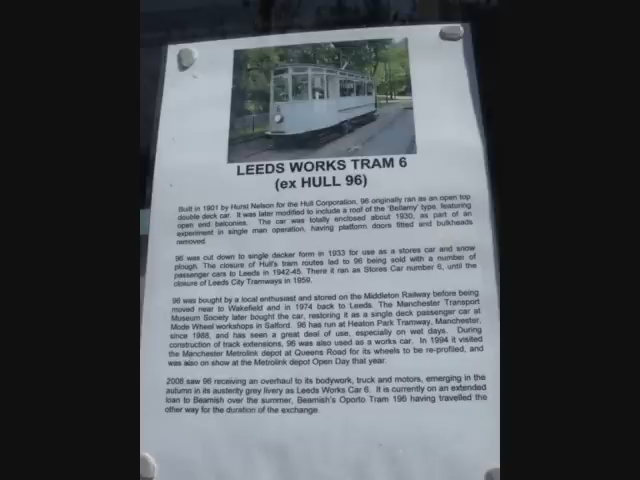 LEEDS WORKS TRAM 6
(ex HULL 96)
Built in 1901 by Hurst Nelson for the Hull Corporation, 96 originally ran as an open top
double deck car. It was later modified to include a roof of the 'Bellamy' type, featuring
open end balconies. The car was totally enclosed about 1930, as part of an
experiment in single man operation, having platform doors fitted and bulkheads
removed.
96 was cut down to single decker form in 1933 for use as a stores car and snow
plough. The closure of Hull's tram routes led to 96 being sold with a number of
passenger cars to Leeds in 1942-45. There it ran as Stores Car number 6, until the
closure of Leeds City Tramways in 1959.
96 was bought by a local enthusiast and stored on the Middleton Railway before being
moved near to Wakefield and in 1974 back to Leeds. The Manchester Transport
Museum Society later bought the car, restoring it as a single deck passenger car at
Mode Wheel workshops in Salford. 96 has run at Heaton Park Tramway, Manchester,
since 1988, and has seen a great deal of use, especially on wet days. During
construction of track extensions, 96 was also used as a works car. In 1994 it visited
the Manchester Metrolink depot at Queens Road for its wheels to be re-profiled, and
was also on show at the Metrolink depot Open Day that year.
2008 saw 96 receiving an overhaul to its bodywork, truck and motors, emerging in the
autumn in its austerity grey livery as Leeds Works Car 6. It is currently on an extended
loan to Beamish over the summer, Beamish's Oporto Tram 196 having travelled the
other way for the duration of the exchange.